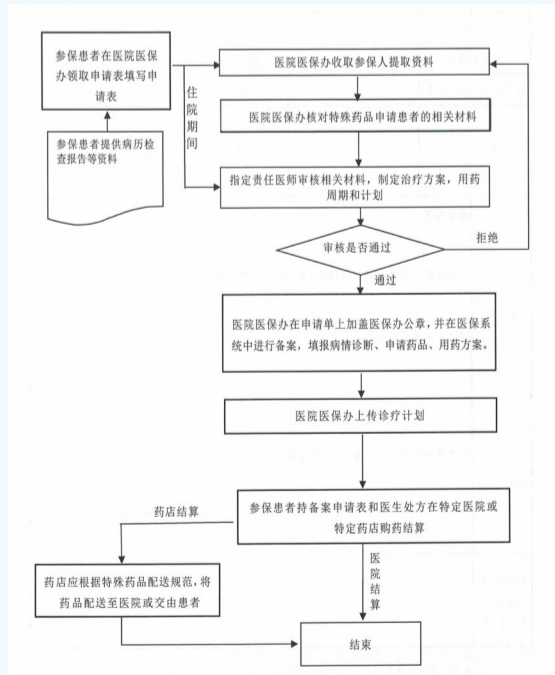 参保患者在医院医保
办领取申请表填写申
请表
参保患者提供病历检
查报告等资料
住院期间
医院医保办收取参保人提取资料
医院医保办核对特殊药品申请患者的相关材料
指定责任医师审核相关材料，制定治疗方案，用药
周期和计划
审核是否通过
拒绝
通过
医院医保办在申请单上加盖医保办公章，并在医保系
统中进行备案，填报病情诊断、申请药品、用药方案。
医院医保办上传诊疗计划
参保患者持备案申请表和医生处方在特定医院或
特定药店购药结算
药店结算
医院结算
药店应根据特殊药品配送规范，将
药品配送至医院或交由患者
结束